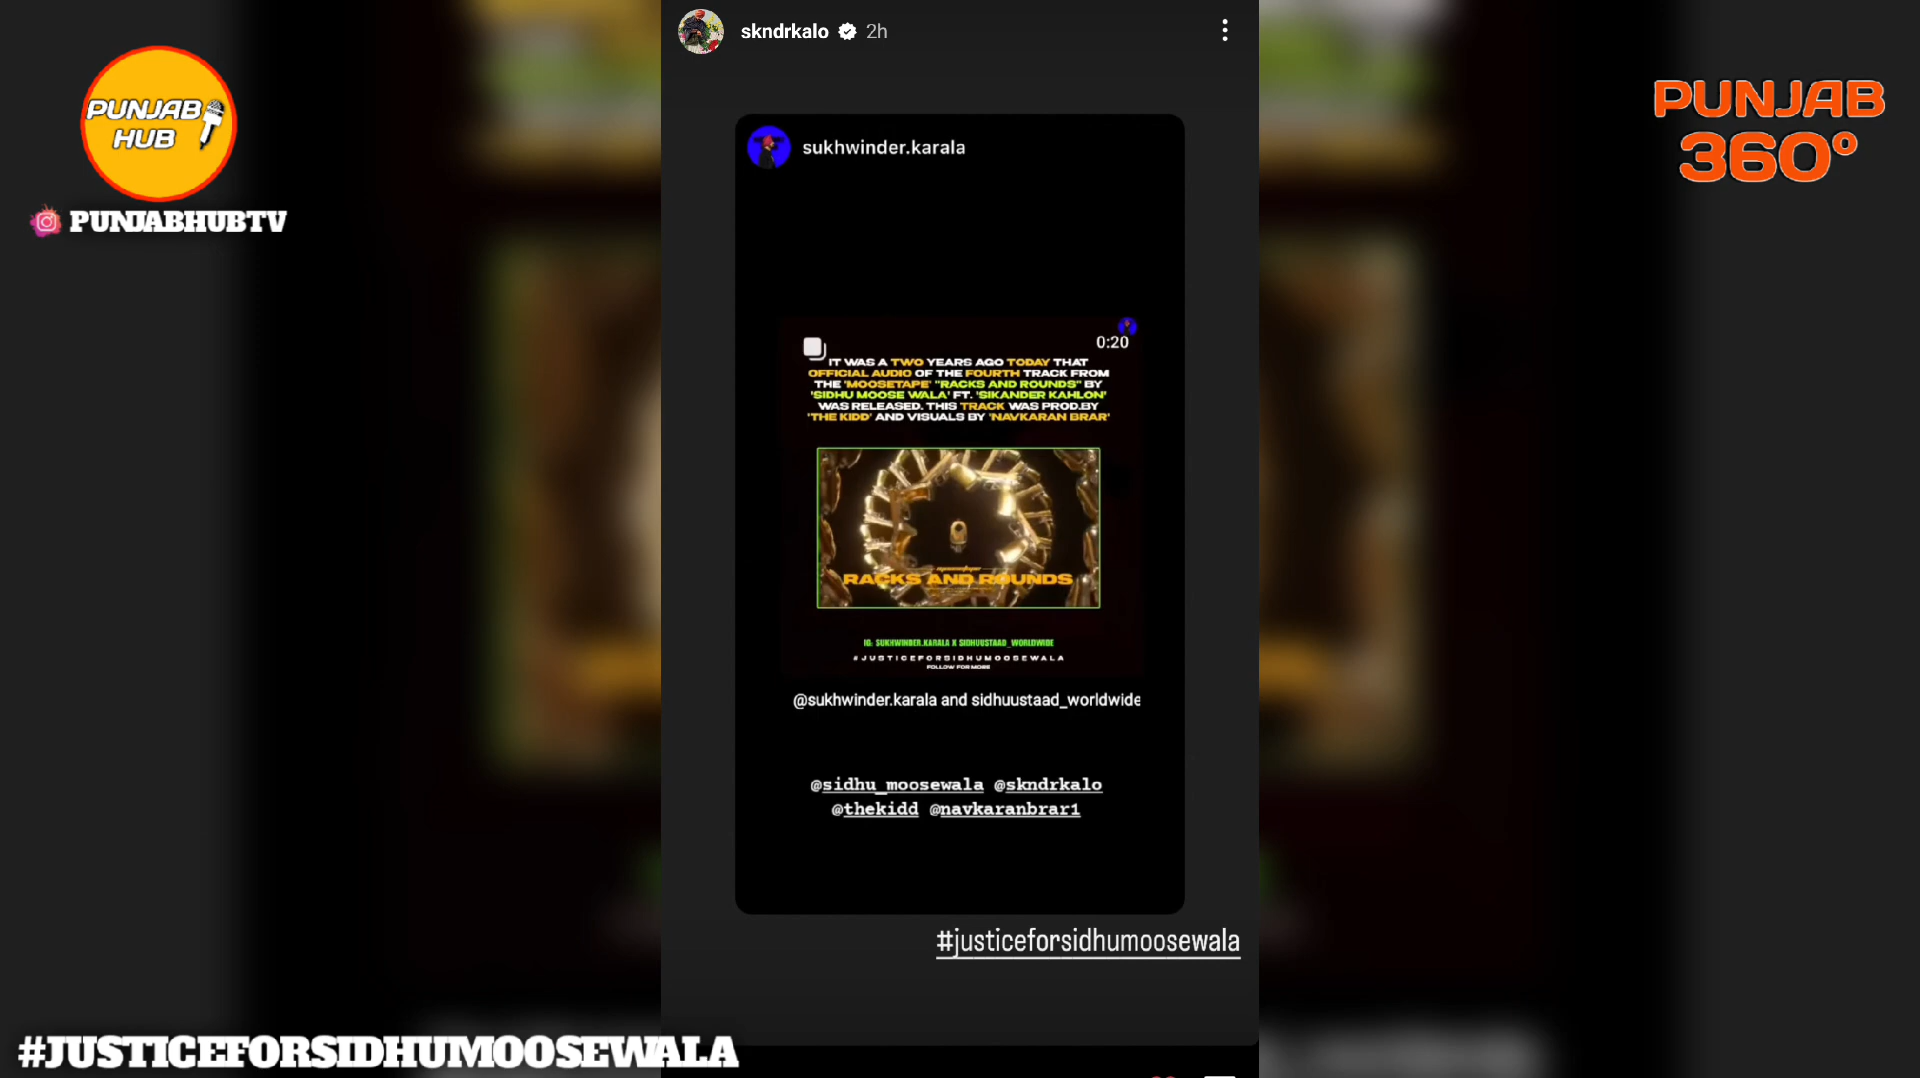 PUNJAB
HUB
PUNJABHUBTV
skndrkalo 2h
PUNJAB
360°
sukhwinder.karala
0:20
IT WAS A TWO YEARS AGO TODAY THAT
OFFICIAL AUDIO OF THE FOURTH TRACK FROM
THE 'MOOSETAPE' "RACKS AND ROUNDS" BY
'SIDHU MOOSE WALA' FT. 'SIKANDER KAHLON'
WAS RELEASED. THIS TRACK WAS PROD.BY
'THE KIDD' AND VISUALS BY 'NAVKARAN BRAR'
RACKS AND ROUNDS
IG: SUKHWINDER.KARALA X SIDHUUSTAAD_WORLDWIDE
#JUSTICEFORSIDHUMOOSEWALA
FOLLOW FOR MORE
@sukhwinder.karala and sidhuustaad_worldwide
@sidhu_moosewala @skndrkalo
@thekidd @navkaranbrar1
#justiceforsidhumoosewala
#JUSTICEFORSIDHUMOOSEWALA